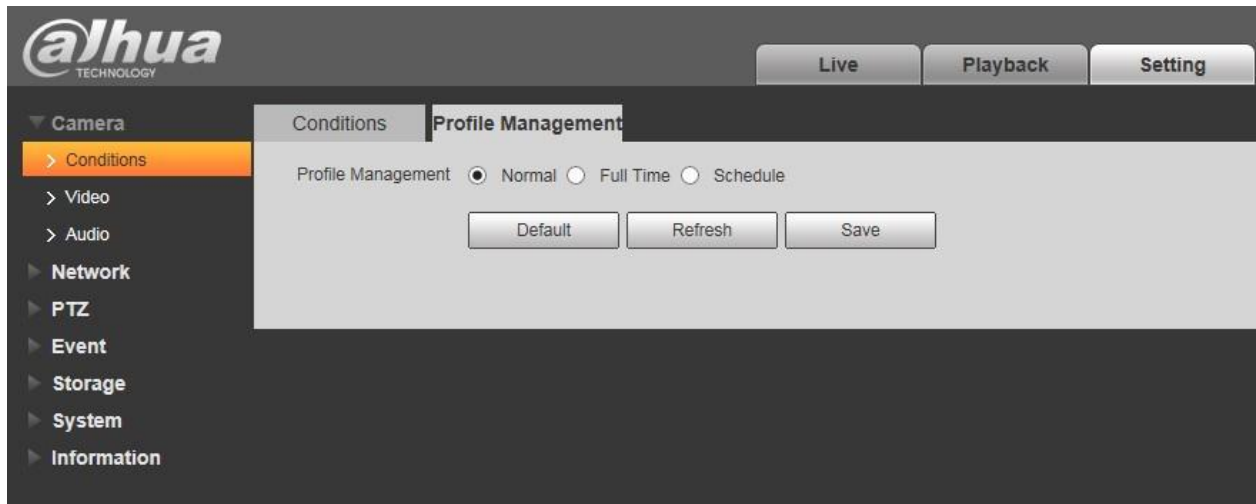 alhua
TECHNOLOGY
Live Playback Setting
Camera
Conditions
Video
Audio
Network
PTZ
Event
Storage
System
Information
Conditions Profile Management
Profile Management Normal Full Time Schedule
Default Refresh Save